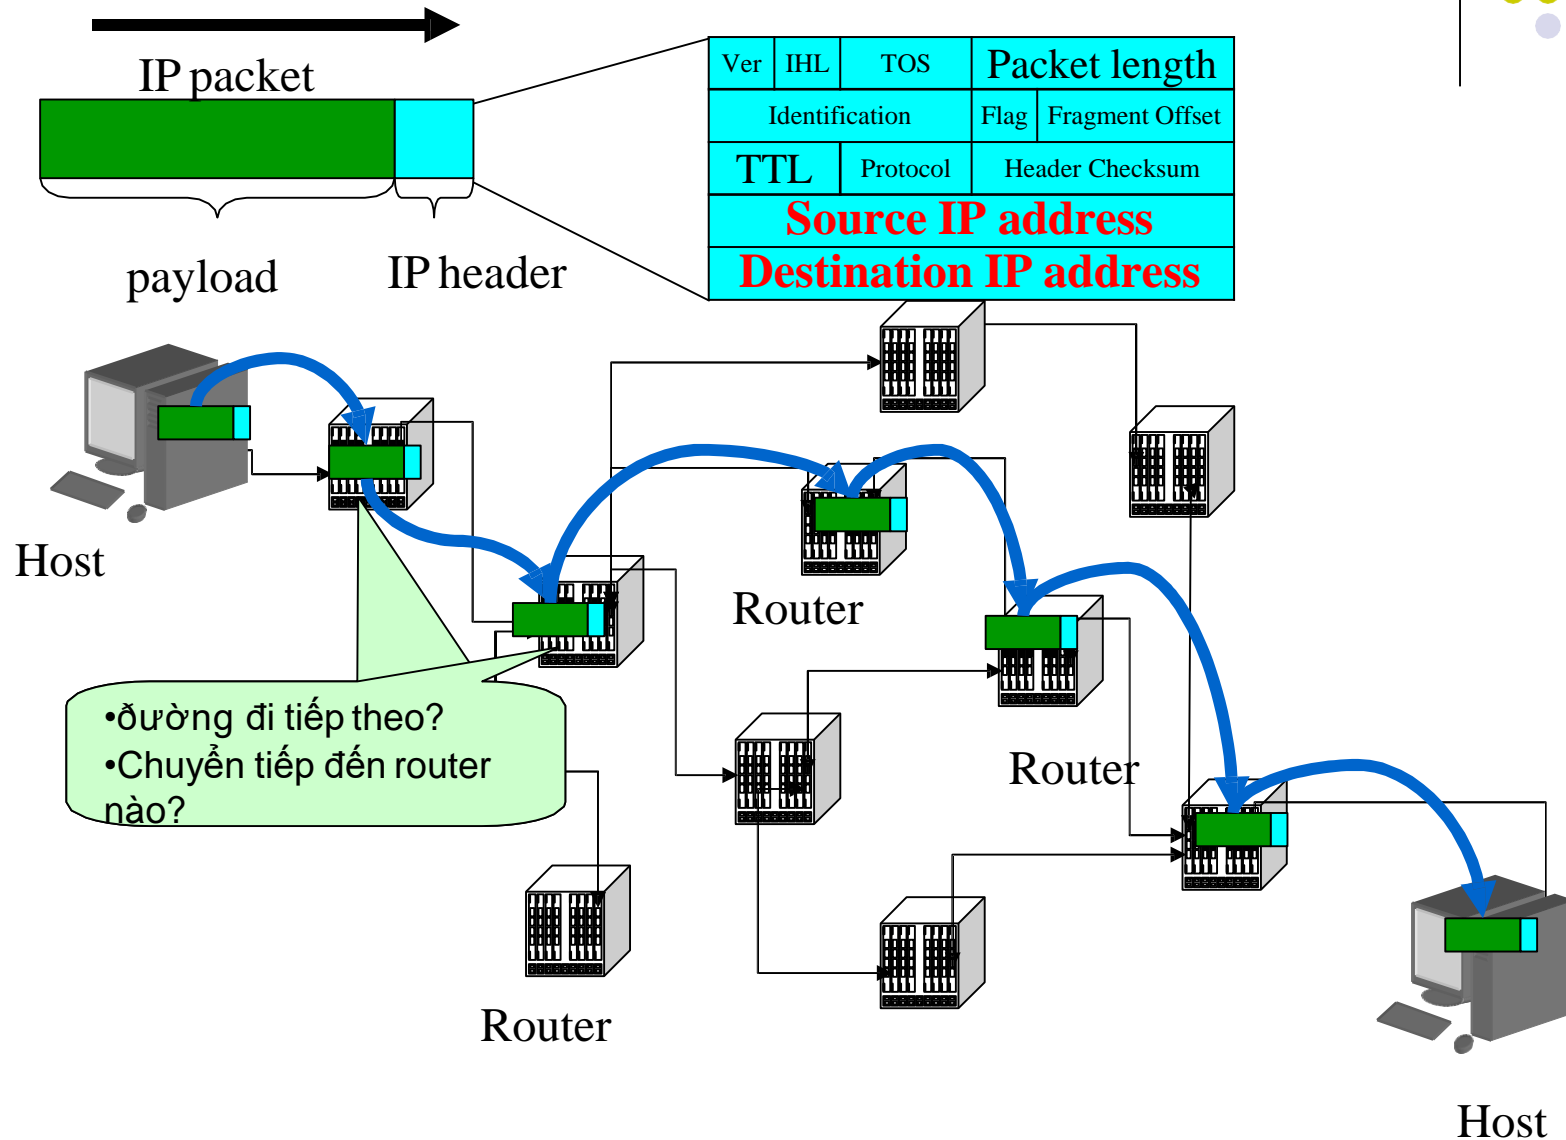 IP packet
payload
IP header
Ver IHL TOS Packet length
Identification Flag Fragment Offset
TTL Protocol Header Checksum
Source IP address
Destination IP address
Host
Router
•ðường đi tiếp theo?
•Chuyển tiếp đến router
nào?
Router
Router
Host